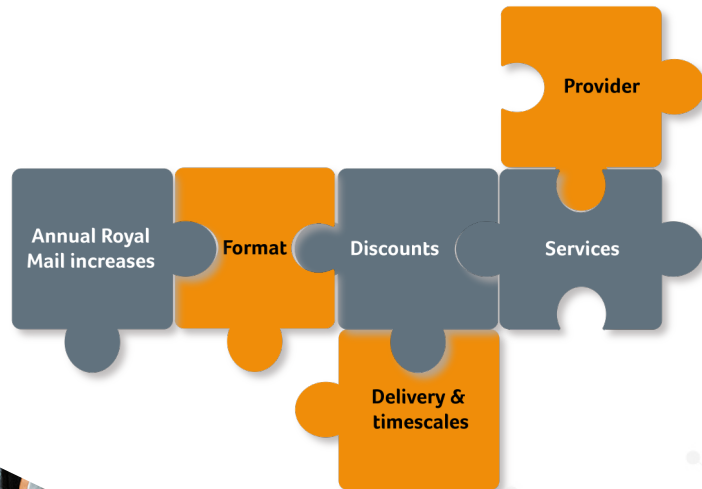 Provider
Annual Royal
Mail increases
Format
Discounts
Services
Delivery &
timescales